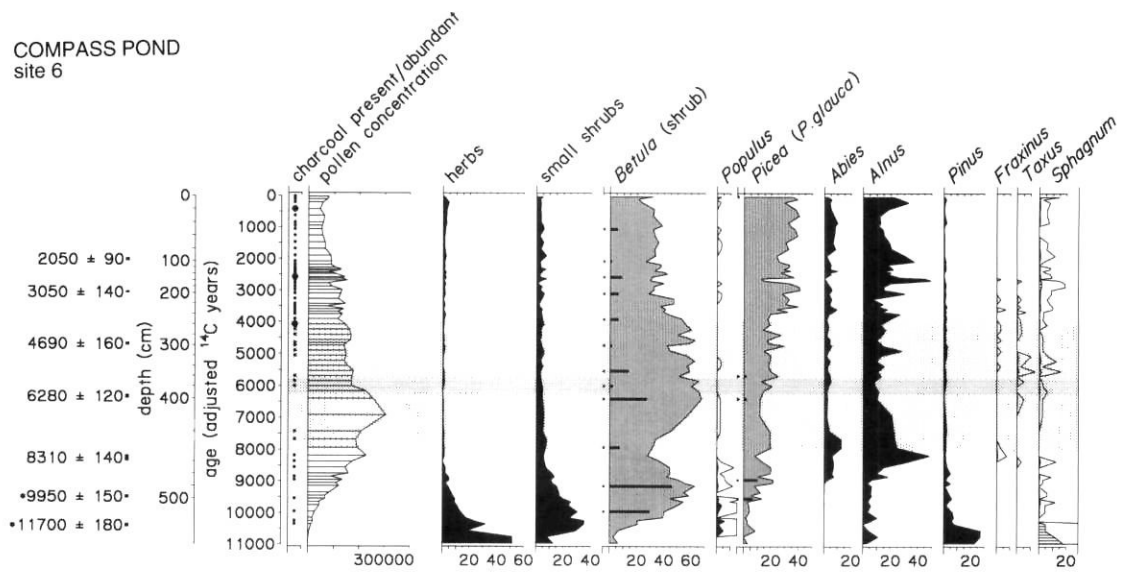 COMPASS POND
site 6
charcoal present/abundant
pollen concentration
herbs
small shrubs
Betula (shrub)
Populus
Picea (P. glauca)
Abies
Alnus
Pinus
Fraxinus
Taxus
Sphagnum
2050 ± 90
3050 ± 140
4690 ± 160
6280 ± 120
8310 ± 140
•9950 ± 150
•11700 ± 180
depth (cm)
0
100
200
300
400
500
age (adjusted ¹⁴C years)
0
1000
2000
3000
4000
5000
6000
7000
8000
9000
10000
11000
300000
20 40 60
20 40
20 40 60
20
20 40
20
20 40
20
20